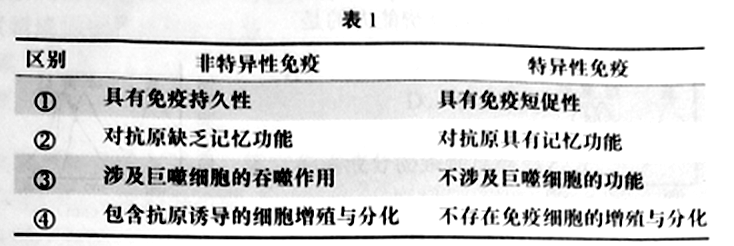 表 1
区别 非特异性免疫 特异性免疫
① 具有免疫持久性 具有免疫短促性
② 对抗原缺乏记忆功能 对抗原具有记忆功能
③ 涉及巨噬细胞的吞噬作用 不涉及巨噬细胞的功能
④ 包含抗原诱导的细胞增殖与分化 不存在免疫细胞的增殖与分化